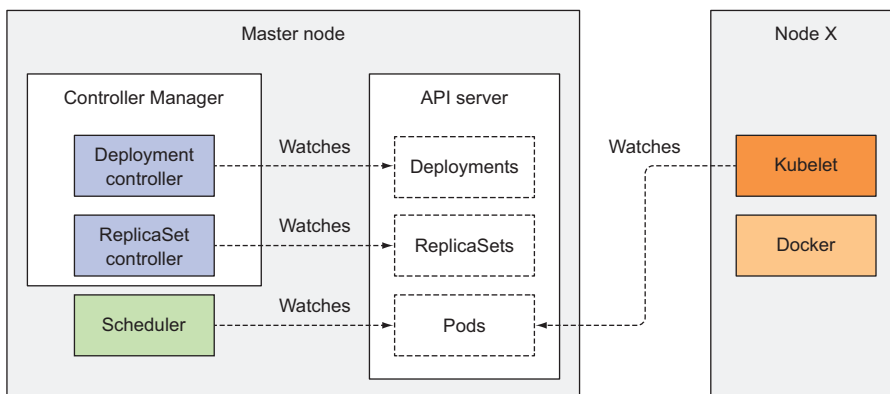 Master node
Node X
Controller Manager
API server
Deployment
controller
Watches
Deployments
Watches
Kubelet
ReplicaSet
controller
Watches
ReplicaSets
Docker
Scheduler
Watches
Pods